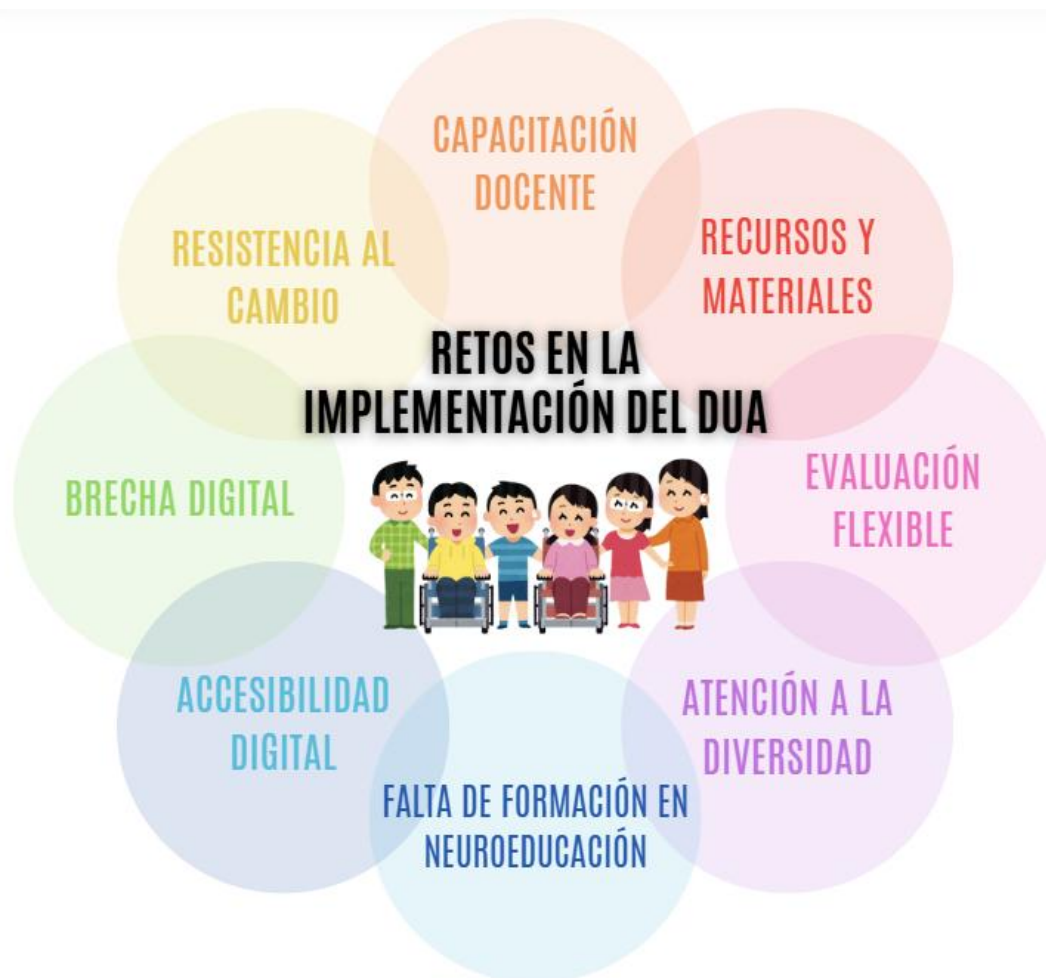 CAPACITACIÓN
DOCENTE
RECURSOS Y
MATERIALES
RESISTENCIA AL
CAMBIO
RETOS EN LA
IMPLEMENTACIÓN DEL DUA
EVALUACIÓN
FLEXIBLE
BRECHA DIGITAL
ATENCIÓN A LA
DIVERSIDAD
ACCESIBILIDAD
DIGITAL
FALTA DE FORMACIÓN EN
NEUROEDUCACIÓN